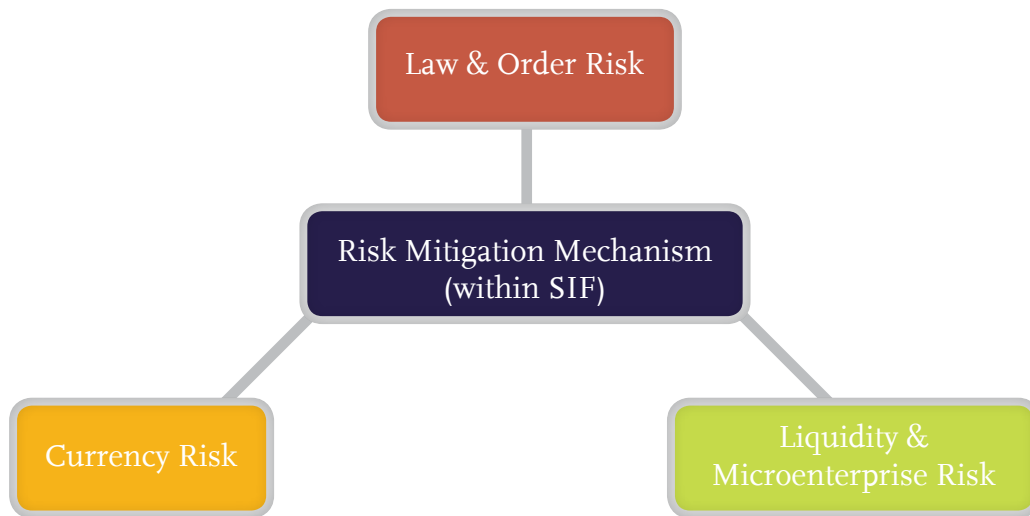 Law & Order Risk
Risk Mitigation Mechanism
(within SIF)
Currency Risk
Liquidity &
Microenterprise Risk